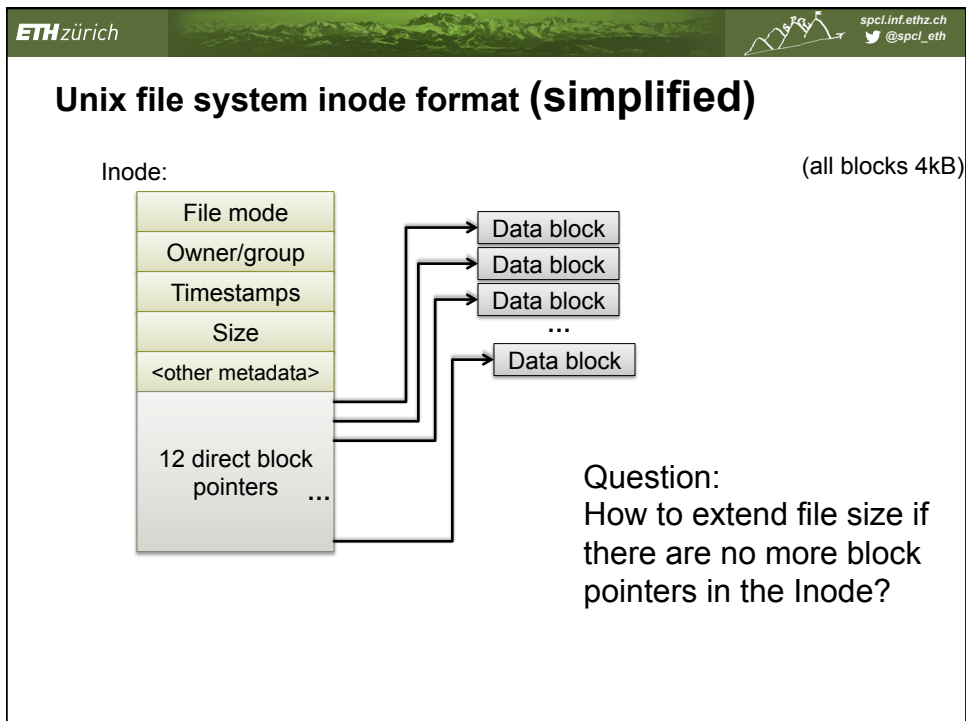 ETH zürich
spcl.inf.ethz.ch
@spcl_eth
Unix file system inode format (simplified)
Inode:
(all blocks 4kB)
File mode
Owner/group
Timestamps
Size
<other metadata>
12 direct block
pointers ...
Data block
Data block
Data block
...
Data block
Question:
How to extend file size if
there are no more block
pointers in the Inode?